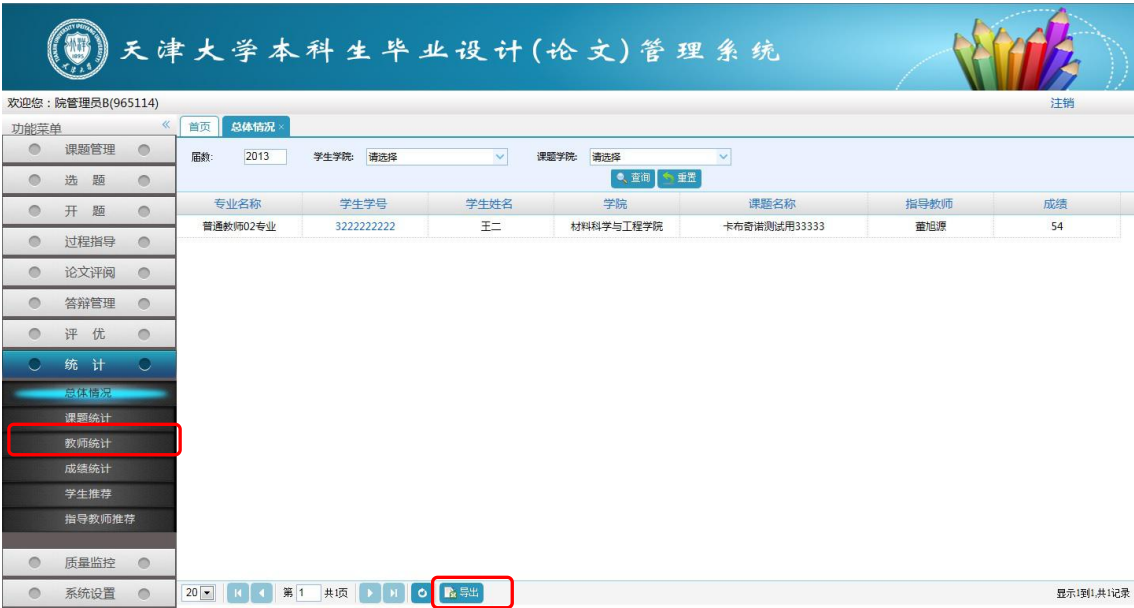 天津大学本科生毕业设计(论文)管理系统
欢迎您：院管理员B(965114)
注销
功能菜单
首页 总体情况
课题管理
选 题
开 题
过程指导
论文评阅
答辩管理
评 优
统 计
总体情况
课题统计
教师统计
成绩统计
学生推荐
指导教师推荐
质量监控
系统设置
届数: 2013 学生学院: 请选择 课题学院: 请选择
查询 重置
专业名称 学生学号 学生姓名 学院 课题名称 指导教师 成绩
普通教师02专业 3222222222 王二 材料科学与工程学院 卡布奇诺测试用33333 董旭源 54
20 第 1 共1页 导出 显示1到1,共1记录